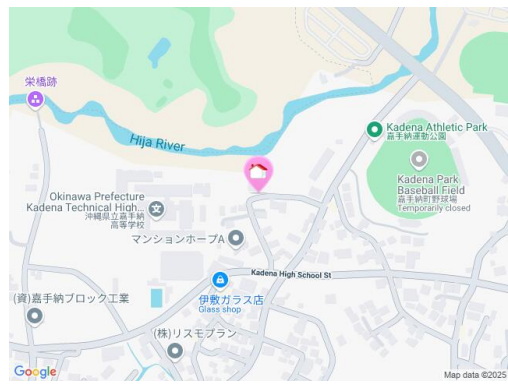 栄橋跡
Hija River
Kadena Athletic Park
嘉手納運動公園
Kadena Park
Baseball Field
嘉手納町野球場
Temporarily closed
Okinawa Prefecture
Kadena Technical High...
沖縄県立嘉手納
高等学校
マンションホープA
Kadena High School St
伊敷ガラス店
Glass shop
(資)嘉手納ブロック工業
(株)リスモプラン
Google
Map data ©2025